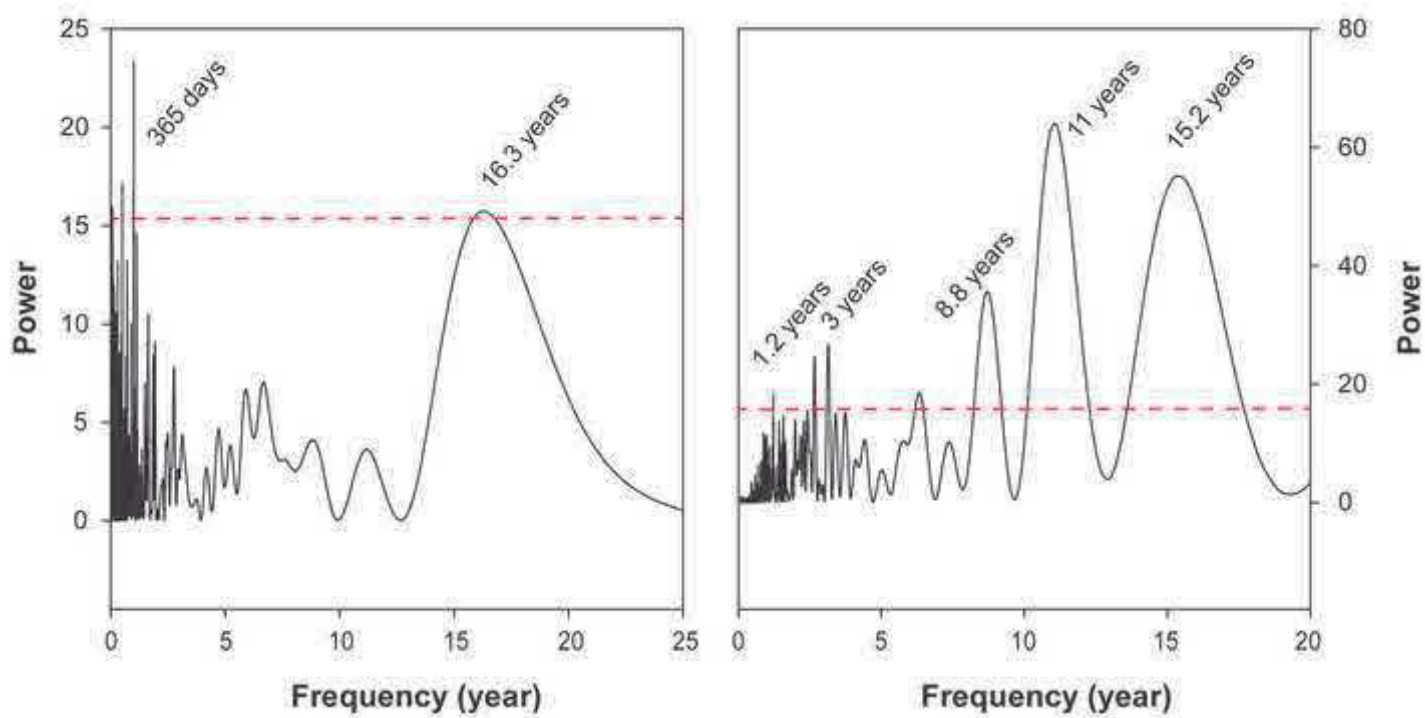 25
20
15
10
5
0
Power
365 days
16.3 years
0 5 10 15 20 25
Frequency (year)
1.2 years
3 years
8.8 years
11 years
15.2 years
80
60
40
20
0
Power
0 5 10 15 20
Frequency (year)